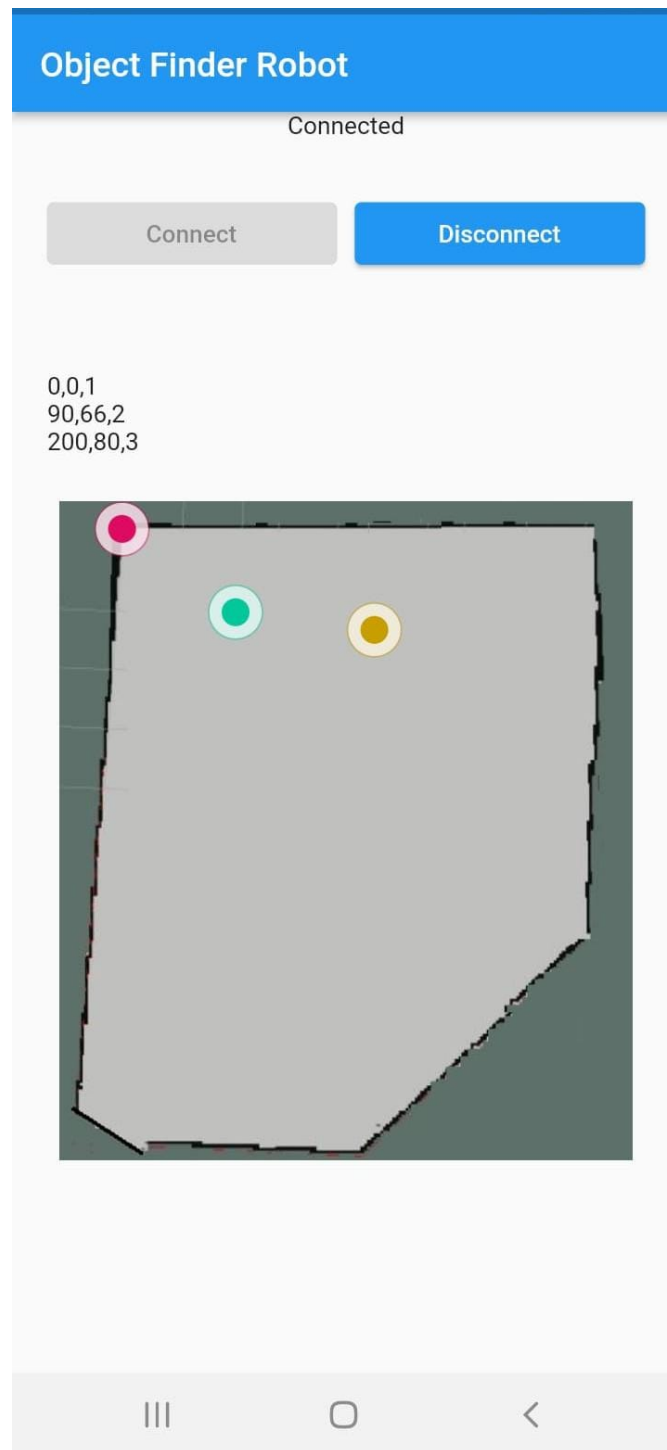 Object Finder Robot
Connected
Connect
Disconnect
0,0,1
90,66,2
200,80,3